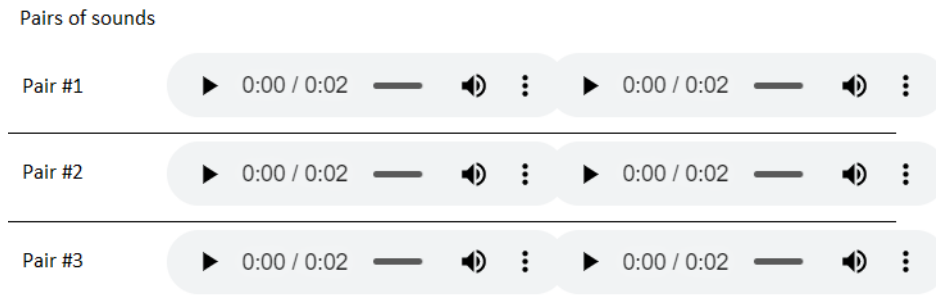 Pairs of sounds
Pair #1 0:00 / 0:02 0:00 / 0:02
Pair #2 0:00 / 0:02 0:00 / 0:02
Pair #3 0:00 / 0:02 0:00 / 0:02